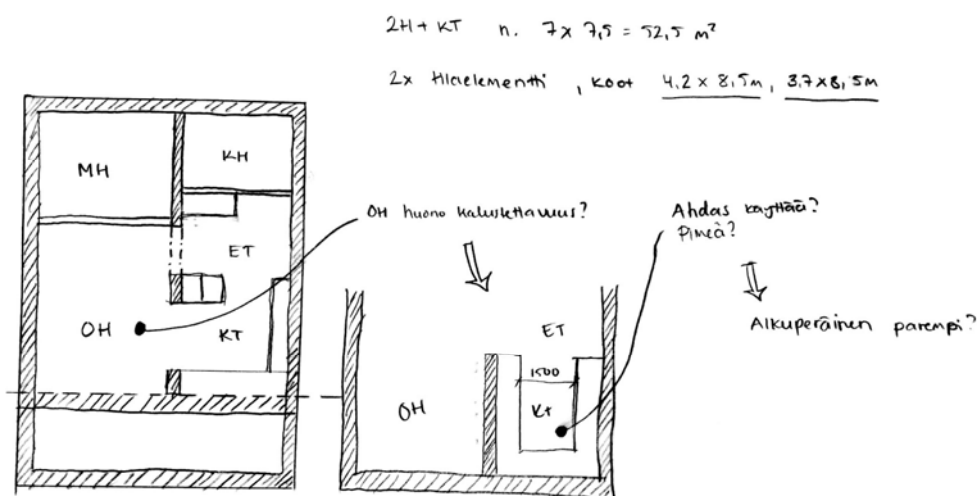 2H + KT n. 7 x 7,5 = 52,5 m²
2x tilaelementti, koot 4,2 x 8,5m, 3,7 x 8,5m
MH
KH
ET
OH
KT
OH huono kalustettavuus?
Ahdas käyttää?
Pimeä?
Alkuperäinen parempi?
ET
1500
OH
KT